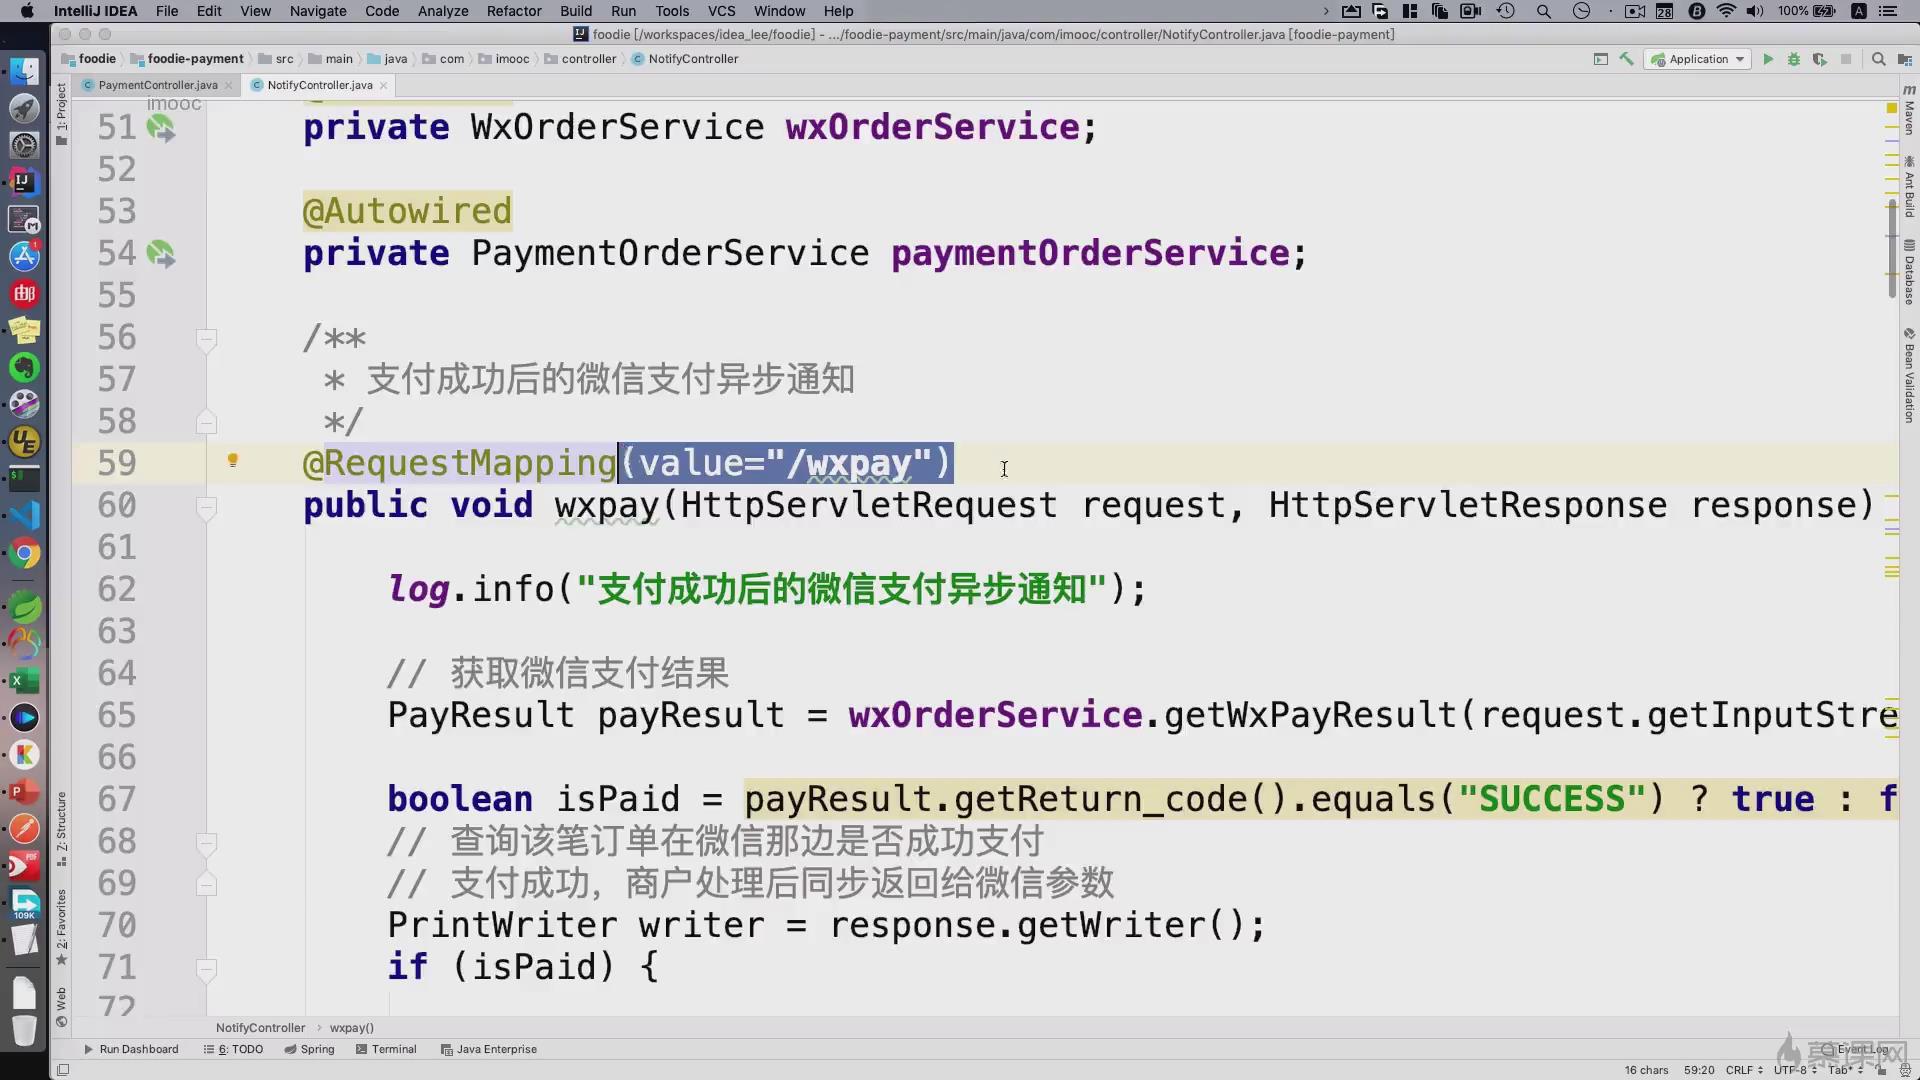 IntelliJ IDEA File Edit View Navigate Code Analyze Refactor Build Run Tools VCS Window Help 28 100% A
foodie [/workspaces/idea_lee/foodie] - .../foodie-payment/src/main/java/com/imooc/controller/NotifyController.java [foodie-payment]
foodie foodie-payment src main java com imooc controller NotifyController Application
PaymentController.java NotifyController.java
imooc
51 private WxOrderService wxOrderService;
52
53 @Autowired
54 private PaymentOrderService paymentOrderService;
55
56 /**
57 * 支付成功后的微信支付异步通知
58 */
59 @RequestMapping(value="/wxpay")
60 public void wxpay(HttpServletRequest request, HttpServletResponse response)
61
62 log.info("支付成功后的微信支付异步通知");
63
64 // 获取微信支付结果
65 PayResult payResult = wxOrderService.getWxPayResult(request.getInputStre
66
67 boolean isPaid = payResult.getReturn_code().equals("SUCCESS") ? true : f
68 // 查询该笔订单在微信那边是否成功支付
69 // 支付成功，商户处理后同步返回给微信参数
70 PrintWriter writer = response.getWriter();
71 if (isPaid) {
72
1: Project
Z: Structure
2: Favorites
Web
Maven
Ant Build
Database
Bean Validation
109K
NotifyController wxpay()
Run Dashboard 6: TODO Spring Terminal Java Enterprise Event Log
慕课网
16 chars 59:20 CRLF UTF-8 Tab*